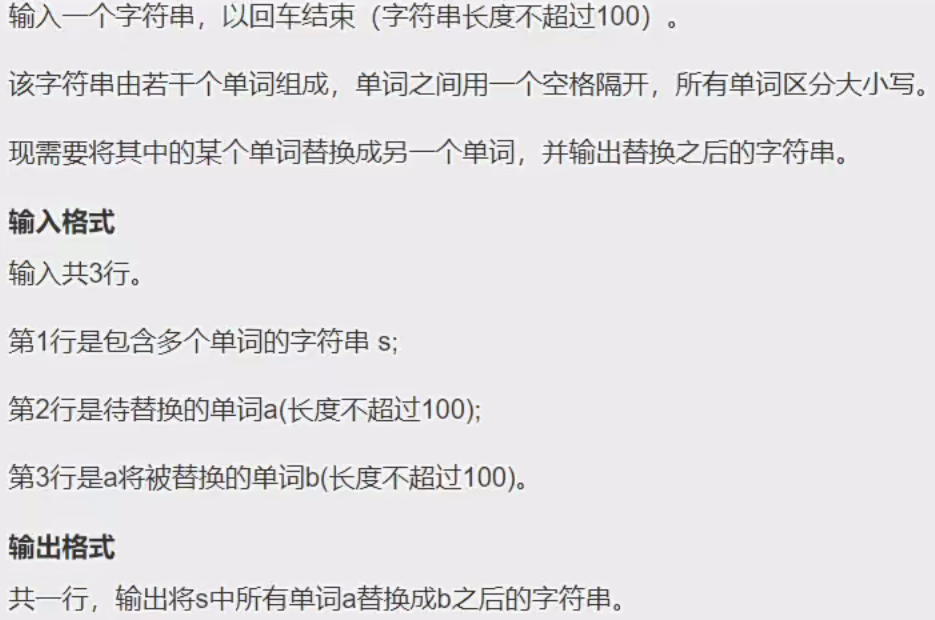 输入一个字符串，以回车结束（字符串长度不超过100）。
该字符串由若干个单词组成，单词之间用一个空格隔开，所有单词区分大小写。
现需要将其中的某个单词替换成另一个单词，并输出替换之后的字符串。
输入格式
输入共3行。
第1行是包含多个单词的字符串 s;
第2行是待替换的单词a(长度不超过100);
第3行是a将被替换的单词b(长度不超过100)。
输出格式
共一行，输出将s中所有单词a替换成b之后的字符串。